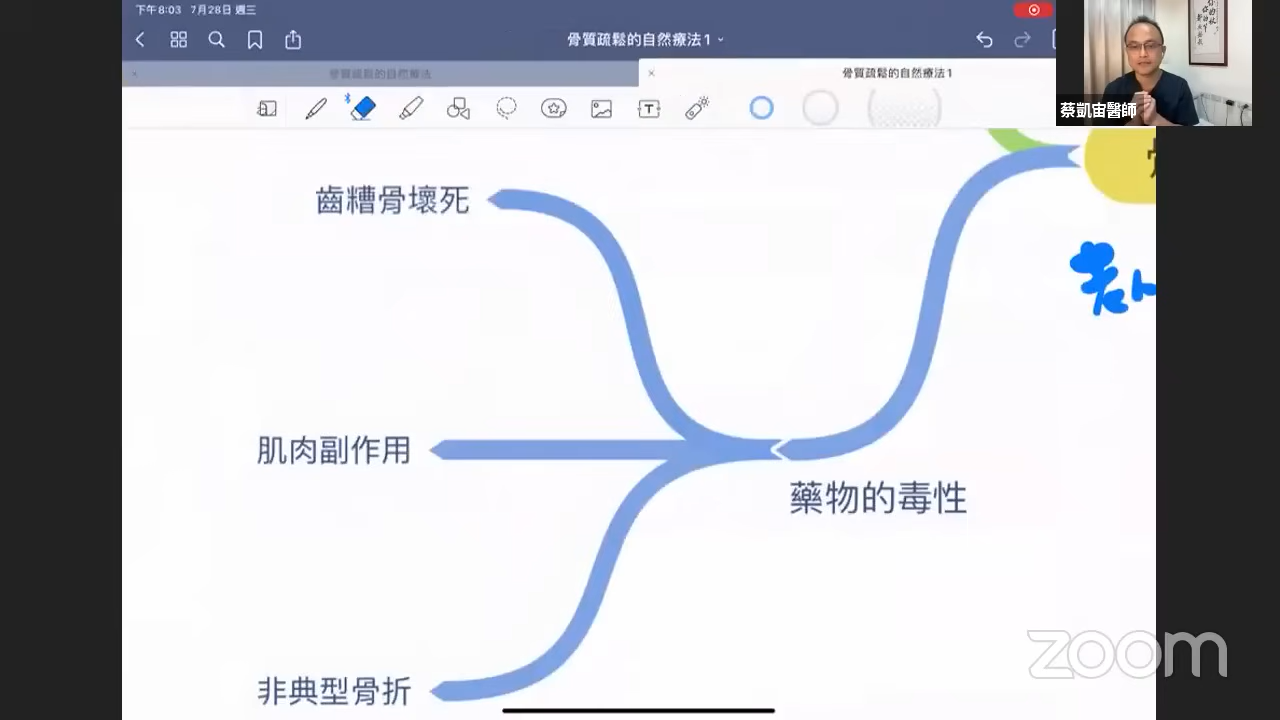 下午8:03 7月28日 週三
骨質疏鬆的自然療法1
骨質疏鬆的自然療法
骨質疏鬆的自然療法1
蔡凱宙醫師
齒糟骨壞死
肌肉副作用
藥物的毒性
非典型骨折
zoom